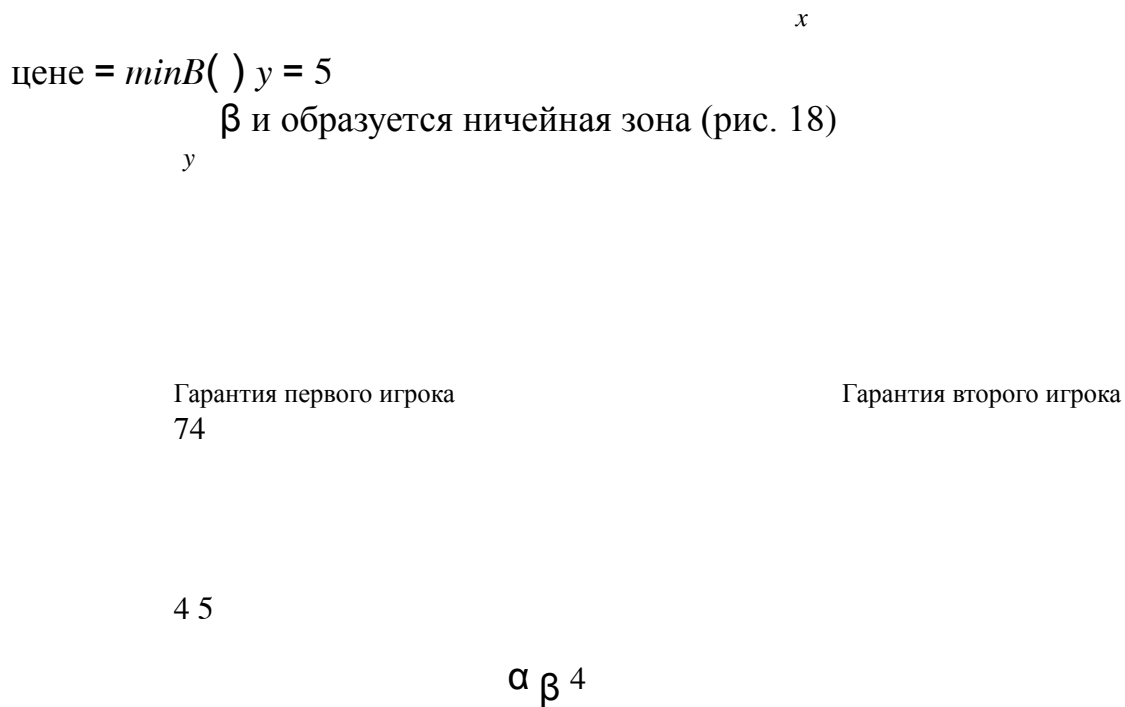 x
цене = minB( ) y = 5
β и образуется ничейная зона (рис. 18)
y
Гарантия первого игрока Гарантия второго игрока
74
4 5
α β 4